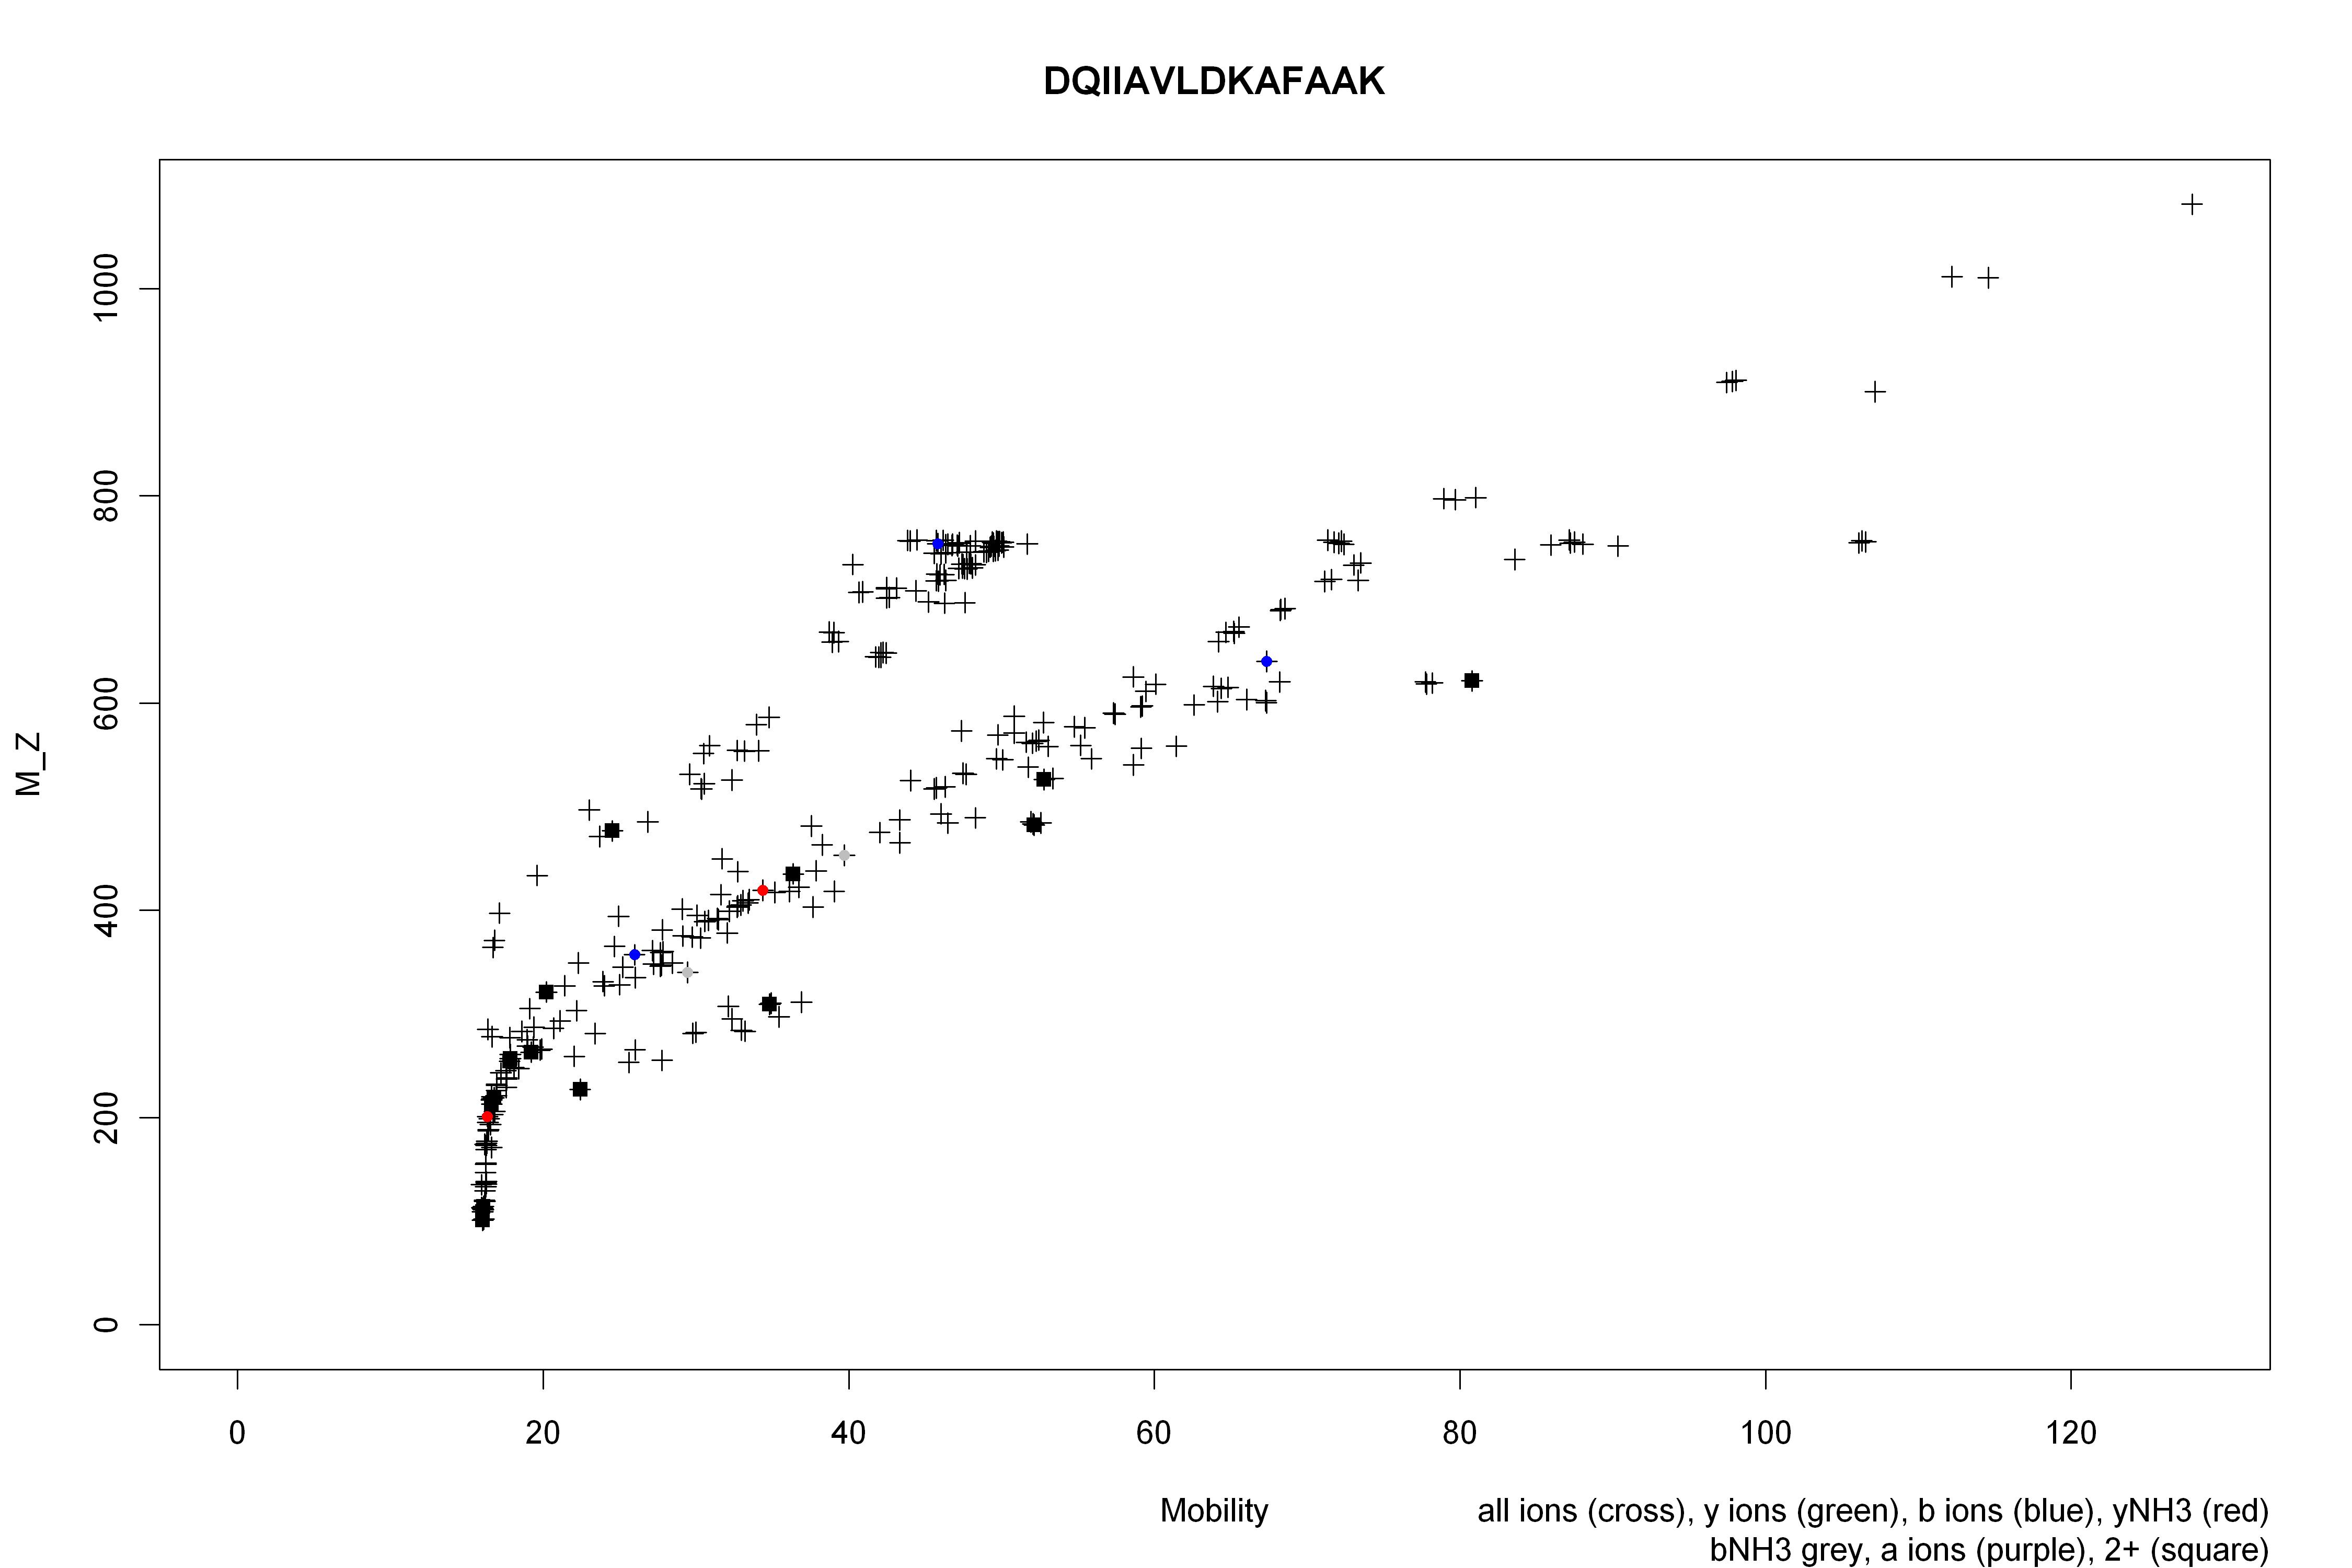 DQIIAVLDKAFAAK
1000
800
600
400
200
0
M_Z
0 20 40 60 80 100 120
Mobility
all ions (cross), y ions (green), b ions (blue), yNH3 (red)
bNH3 grey, a ions (purple), 2+ (square)